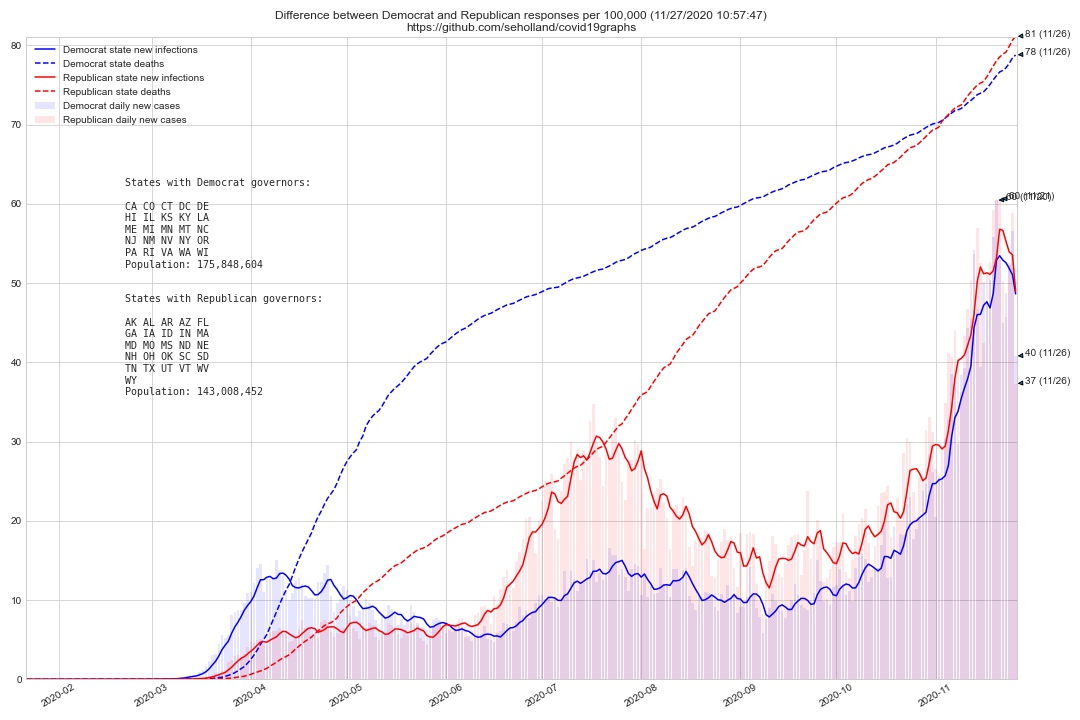 Difference between Democrat and Republican responses per 100,000 (11/27/2020 10:57:47)
https://github.com/seholland/covid19graphs
Democrat state new infections
Democrat state deaths
Republican state new infections
Republican state deaths
Democrat daily new cases
Republican daily new cases
States with Democrat governors:
CA CO CT DC DE
HI IL KS KY LA
ME MI MN MT NC
NJ NM NV NY OR
PA RI VA WA WI
Population: 175,848,604
States with Republican governors:
AK AL AR AZ FL
GA IA ID IN MA
MD MO MS ND NE
NH OH OK SC SD
TN TX UT VT WV
WY
Population: 143,008,452
81 (11/26)
78 (11/26)
40 (11/26)
37 (11/26)
80
70
60
50
40
30
20
10
0
2020-02
2020-03
2020-04
2020-05
2020-06
2020-07
2020-08
2020-09
2020-10
2020-11